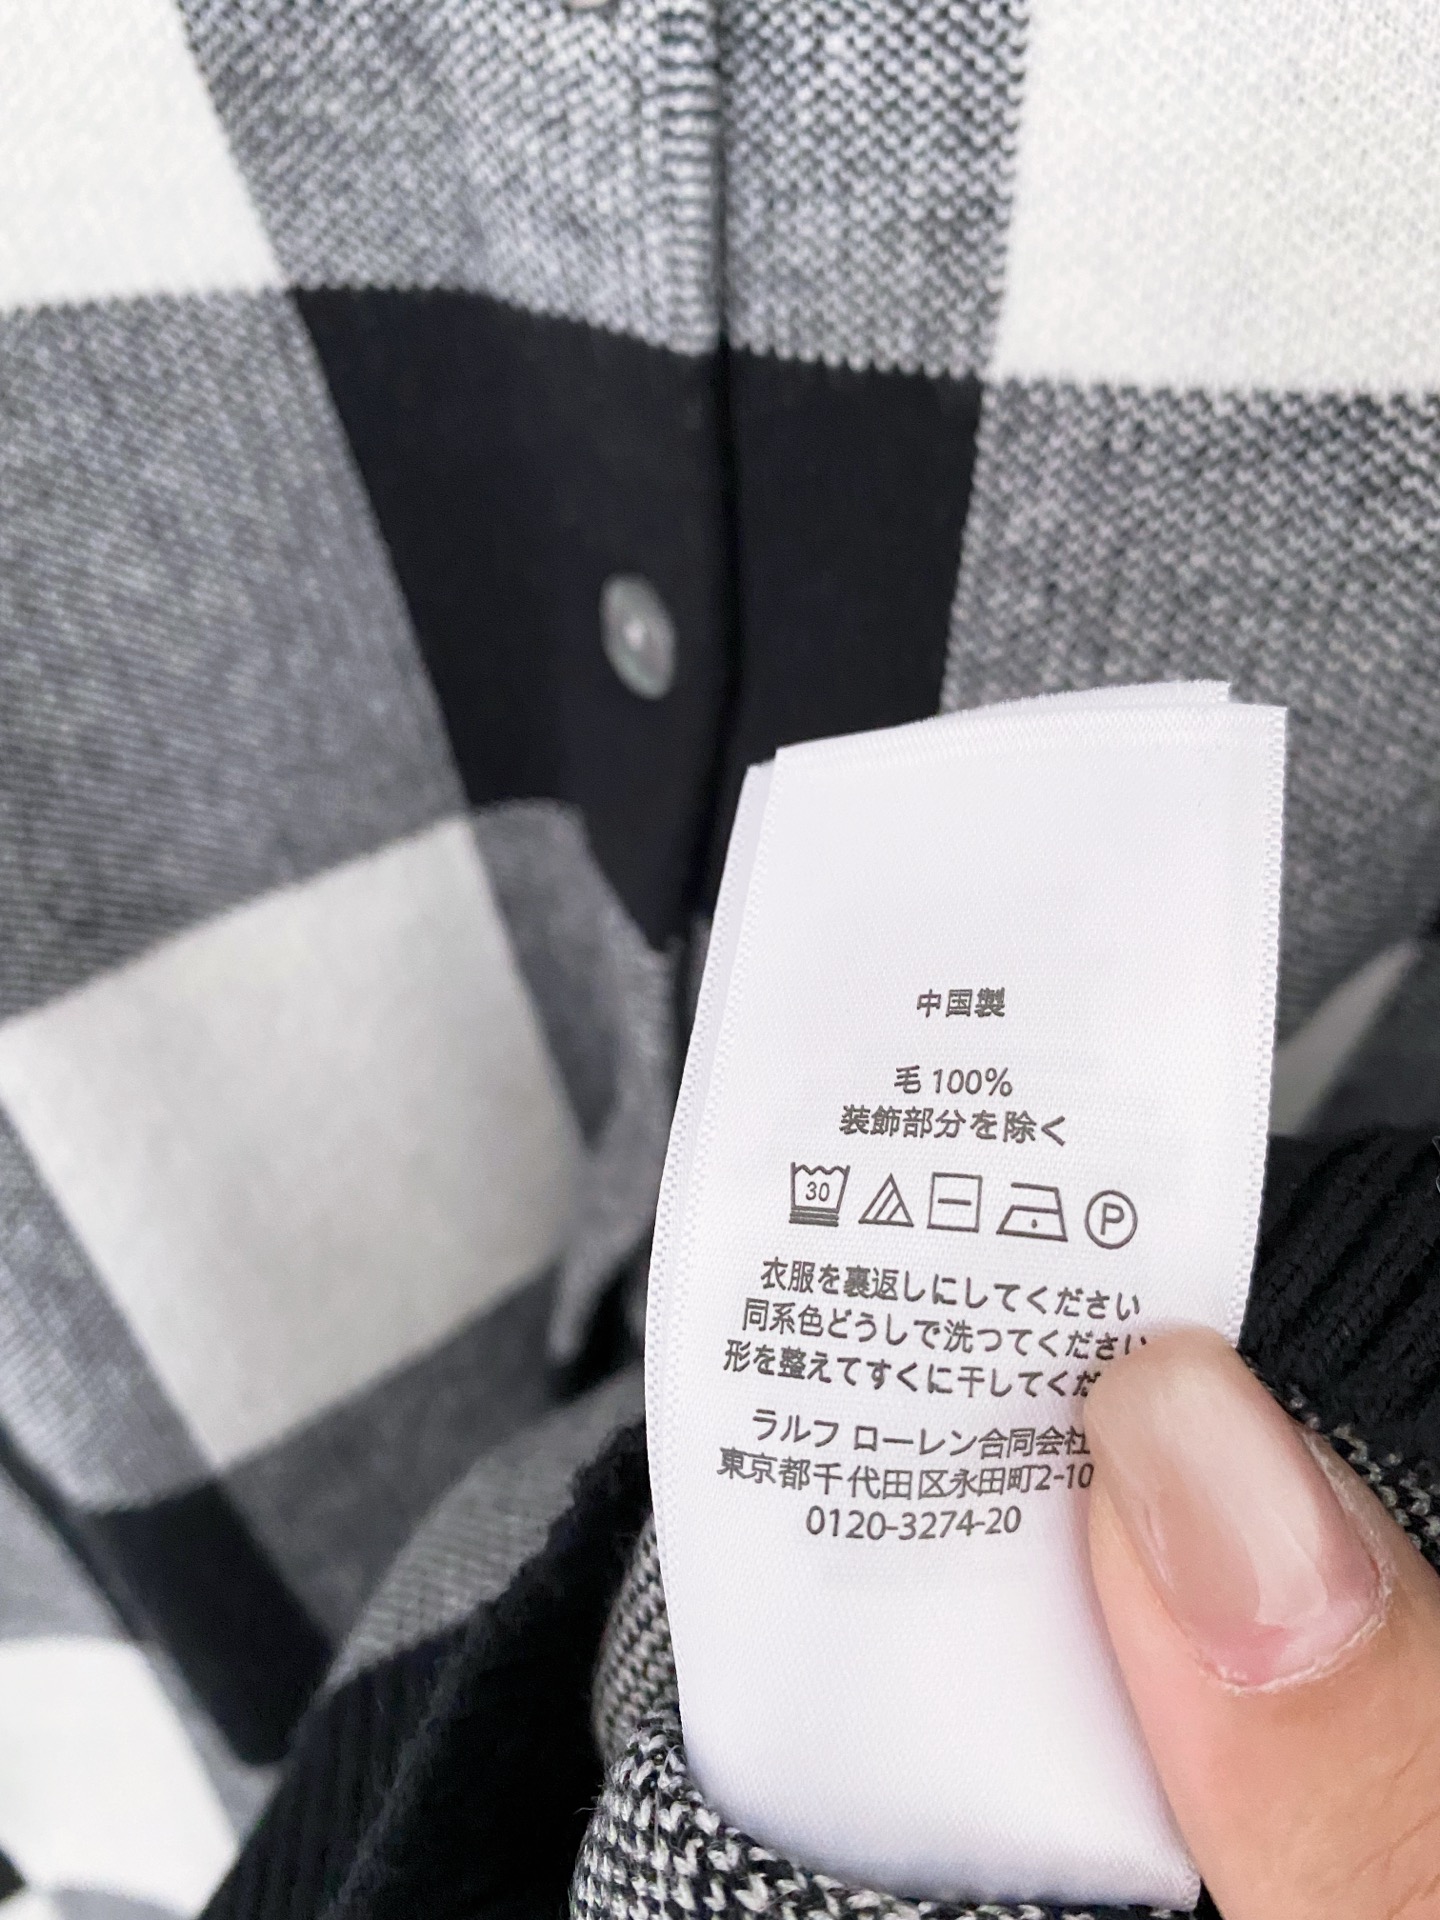 中国製
毛 100%
装飾部分を除く
30 P
衣服を裏返しにしてください
同系色どうしで洗ってください
形を整えてすぐに干してくだ
ラルフ ローレン合同会社
東京都千代田区永田町2-10
0120-3274-20